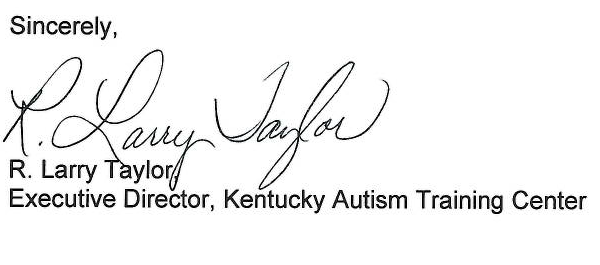 Sincerely,
R. Larry Taylor
R. Larry Taylor,
Executive Director, Kentucky Autism Training Center